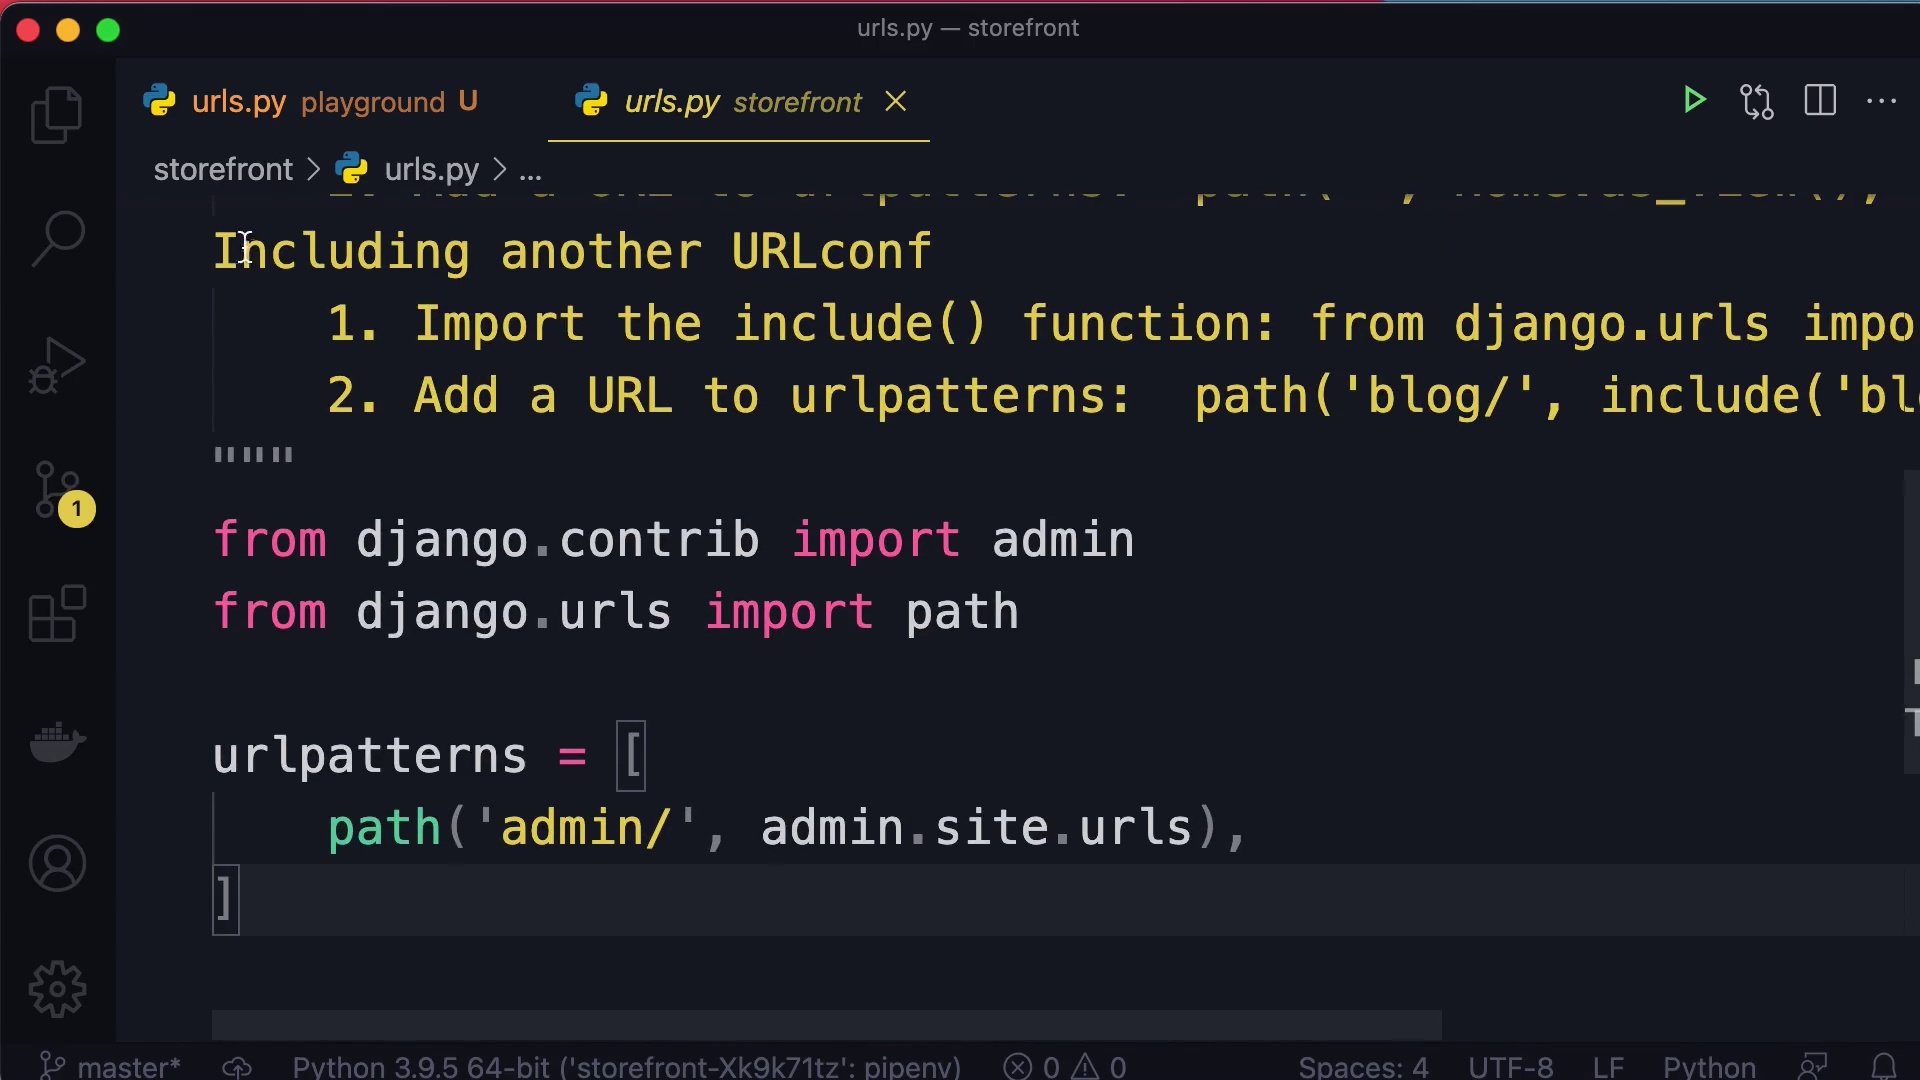 urls.py — storefront
urls.py playground U urls.py storefront
storefront > urls.py > ...
Including another URLconf
1. Import the include() function: from django.urls impo
2. Add a URL to urlpatterns:  path('blog/', include('bl
"""
from django.contrib import admin
from django.urls import path
urlpatterns = [
path('admin/', admin.site.urls),
]
1
master* Python 3.9.5 64-bit ('storefront-Xk9k71tz': pipenv) 0 0 Spaces: 4 UTF-8 LF Python